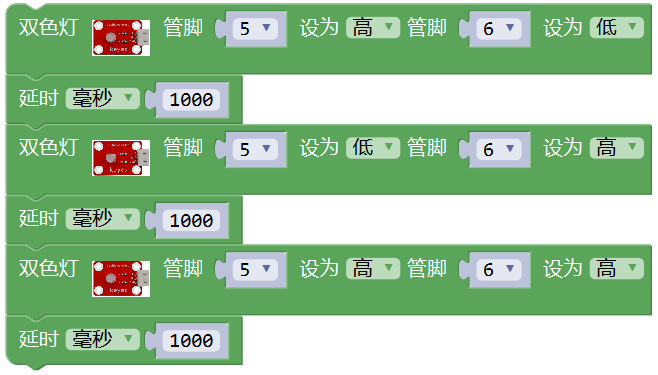 双色灯 keyes 管脚 5 设为 高 管脚 6 设为 低
延时 毫秒 1000
双色灯 keyes 管脚 5 设为 低 管脚 6 设为 高
延时 毫秒 1000
双色灯 keyes 管脚 5 设为 高 管脚 6 设为 高
延时 毫秒 1000